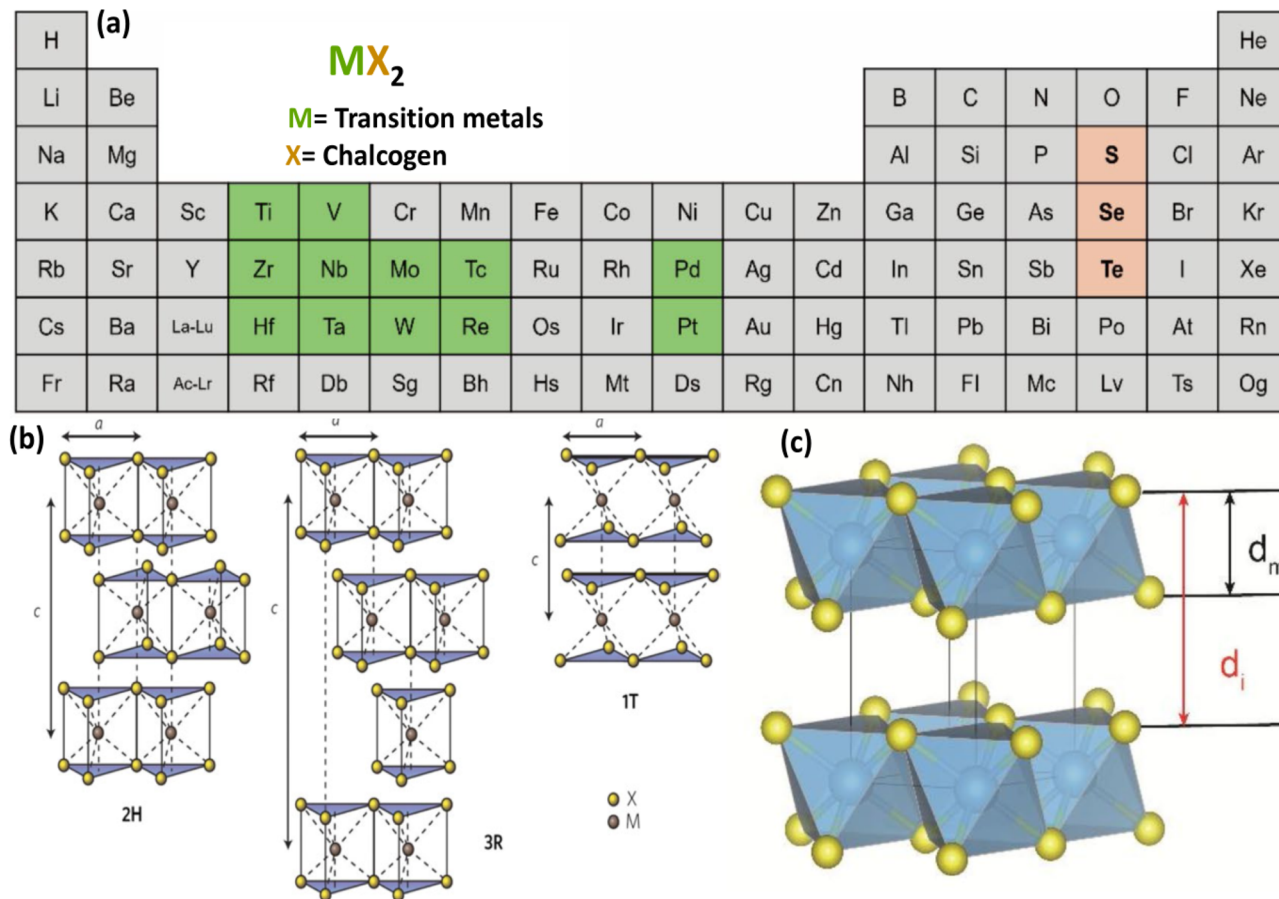 (a)
MX₂
M= Transition metals
X= Chalcogen
H He
Li Be B C N O F Ne
Na Mg Al Si P S Cl Ar
K Ca Sc Ti V Cr Mn Fe Co Ni Cu Zn Ga Ge As Se Br Kr
Rb Sr Y Zr Nb Mo Tc Ru Rh Pd Ag Cd In Sn Sb Te I Xe
Cs Ba La-Lu Hf Ta W Re Os Ir Pt Au Hg Tl Pb Bi Po At Rn
Fr Ra Ac-Lr Rf Db Sg Bh Hs Mt Ds Rg Cn Nh Fl Mc Lv Ts Og
(b)
a
c
2H
c
3R
a
c
1T
X
M
(c)
d
dᵢ